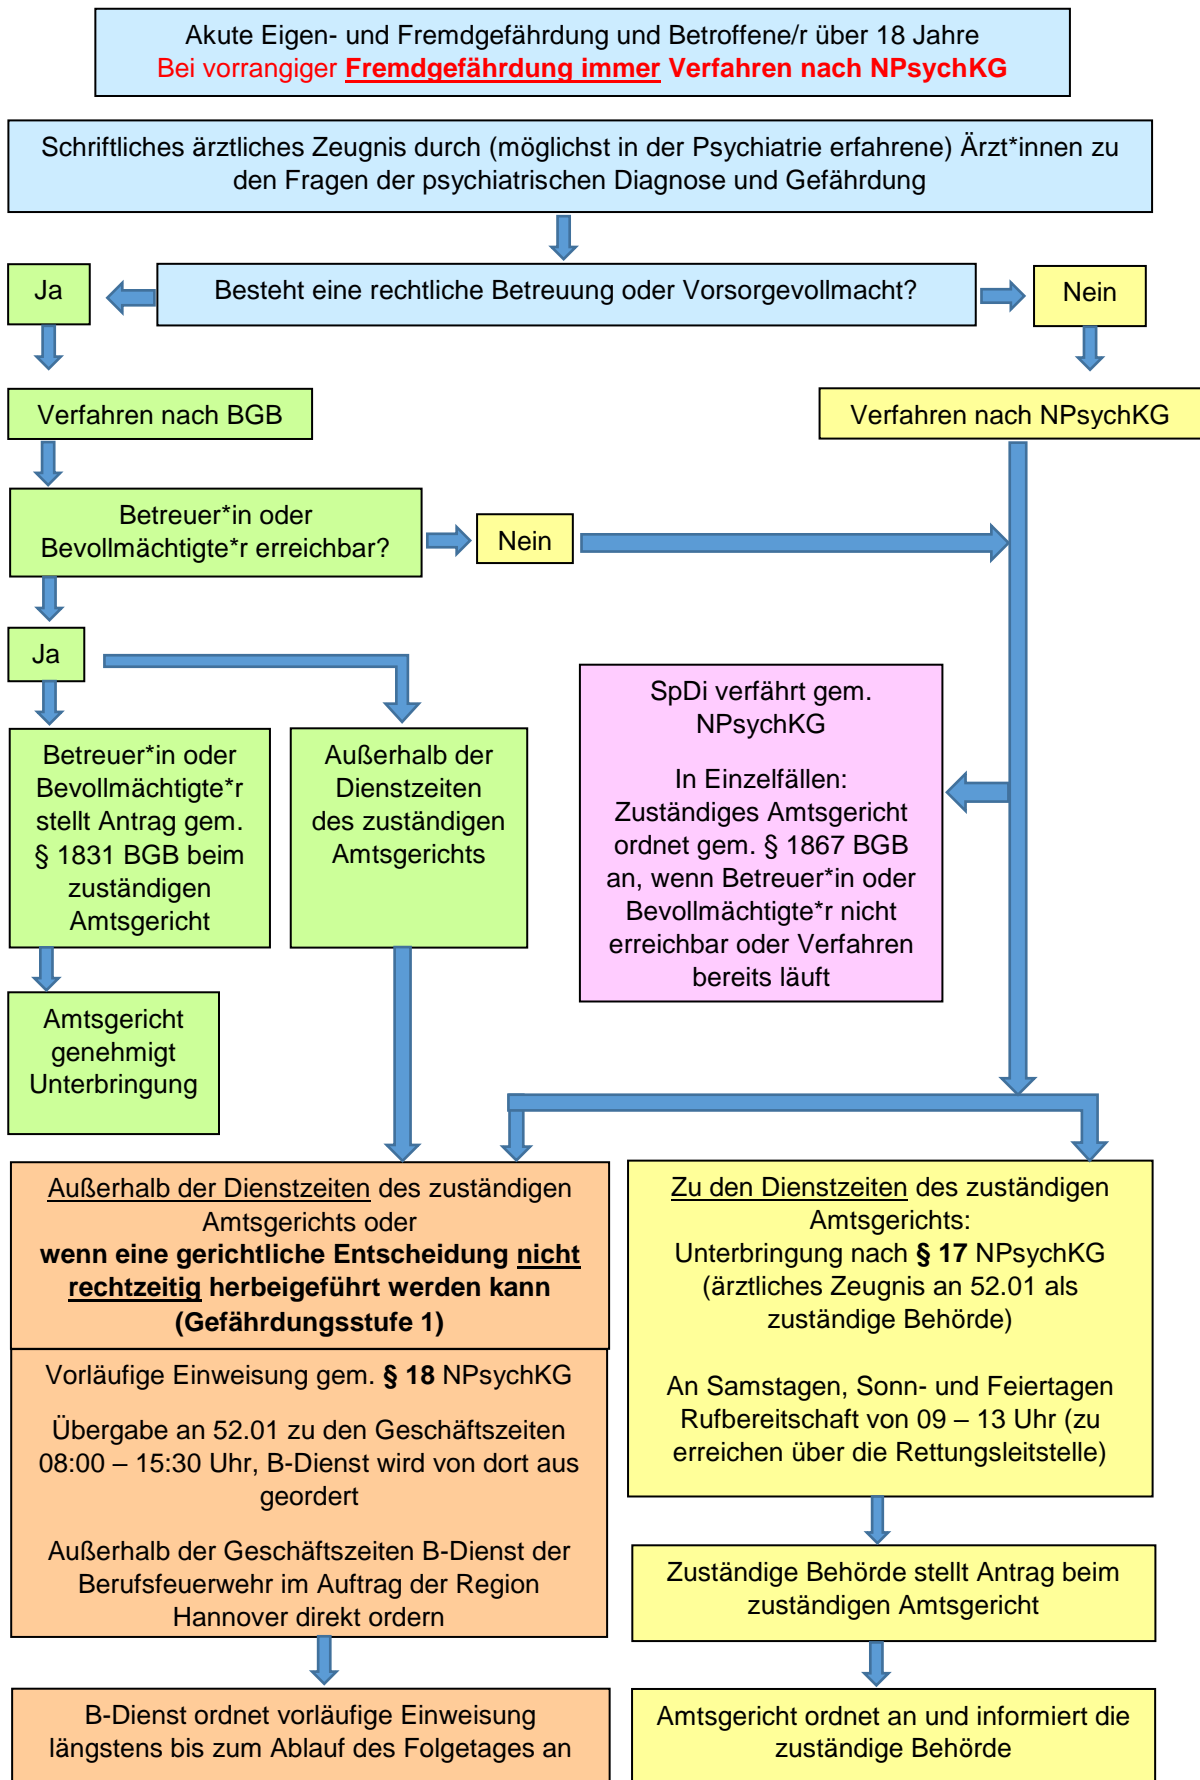 Akute Eigen- und Fremdgefährdung und Betroffene/r über 18 Jahre
Bei vorrangiger Fremdgefährdung immer Verfahren nach NPsychKG
Schriftliches ärztliches Zeugnis durch (möglichst in der Psychiatrie erfahrene) Ärzt*innen zu
den Fragen der psychiatrischen Diagnose und Gefährdung
Ja
Besteht eine rechtliche Betreuung oder Vorsorgevollmacht?
Nein
Verfahren nach BGB
Verfahren nach NPsychKG
Betreuer*in oder
Bevollmächtigte*r erreichbar?
Nein
Ja
Betreuer*in oder
Bevollmächtigte*r
stellt Antrag gem.
§ 1831 BGB beim
zuständigen
Amtsgericht
Außerhalb der
Dienstzeiten
des zuständigen
Amtsgerichts
SpDi verfährt gem.
NPsychKG
In Einzelfällen:
Zuständiges Amtsgericht
ordnet gem. § 1867 BGB
an, wenn Betreuer*in oder
Bevollmächtigte*r nicht
erreichbar oder Verfahren
bereits läuft
Amtsgericht
genehmigt
Unterbringung
Außerhalb der Dienstzeiten des zuständigen
Amtsgerichts oder
wenn eine gerichtliche Entscheidung nicht
rechtzeitig herbeigeführt werden kann
(Gefährdungsstufe 1)
Vorläufige Einweisung gem. § 18 NPsychKG
Übergabe an 52.01 zu den Geschäftszeiten
08:00 – 15:30 Uhr, B-Dienst wird von dort aus
geordert
Außerhalb der Geschäftszeiten B-Dienst der
Berufsfeuerwehr im Auftrag der Region
Hannover direkt ordern
B-Dienst ordnet vorläufige Einweisung
längstens bis zum Ablauf des Folgetages an
Zu den Dienstzeiten des zuständigen
Amtsgerichts:
Unterbringung nach § 17 NPsychKG
(ärztliches Zeugnis an 52.01 als
zuständige Behörde)
An Samstagen, Sonn- und Feiertagen
Rufbereitschaft von 09 – 13 Uhr (zu
erreichen über die Rettungsleitstelle)
Zuständige Behörde stellt Antrag beim
zuständigen Amtsgericht
Amtsgericht ordnet an und informiert die
zuständige Behörde